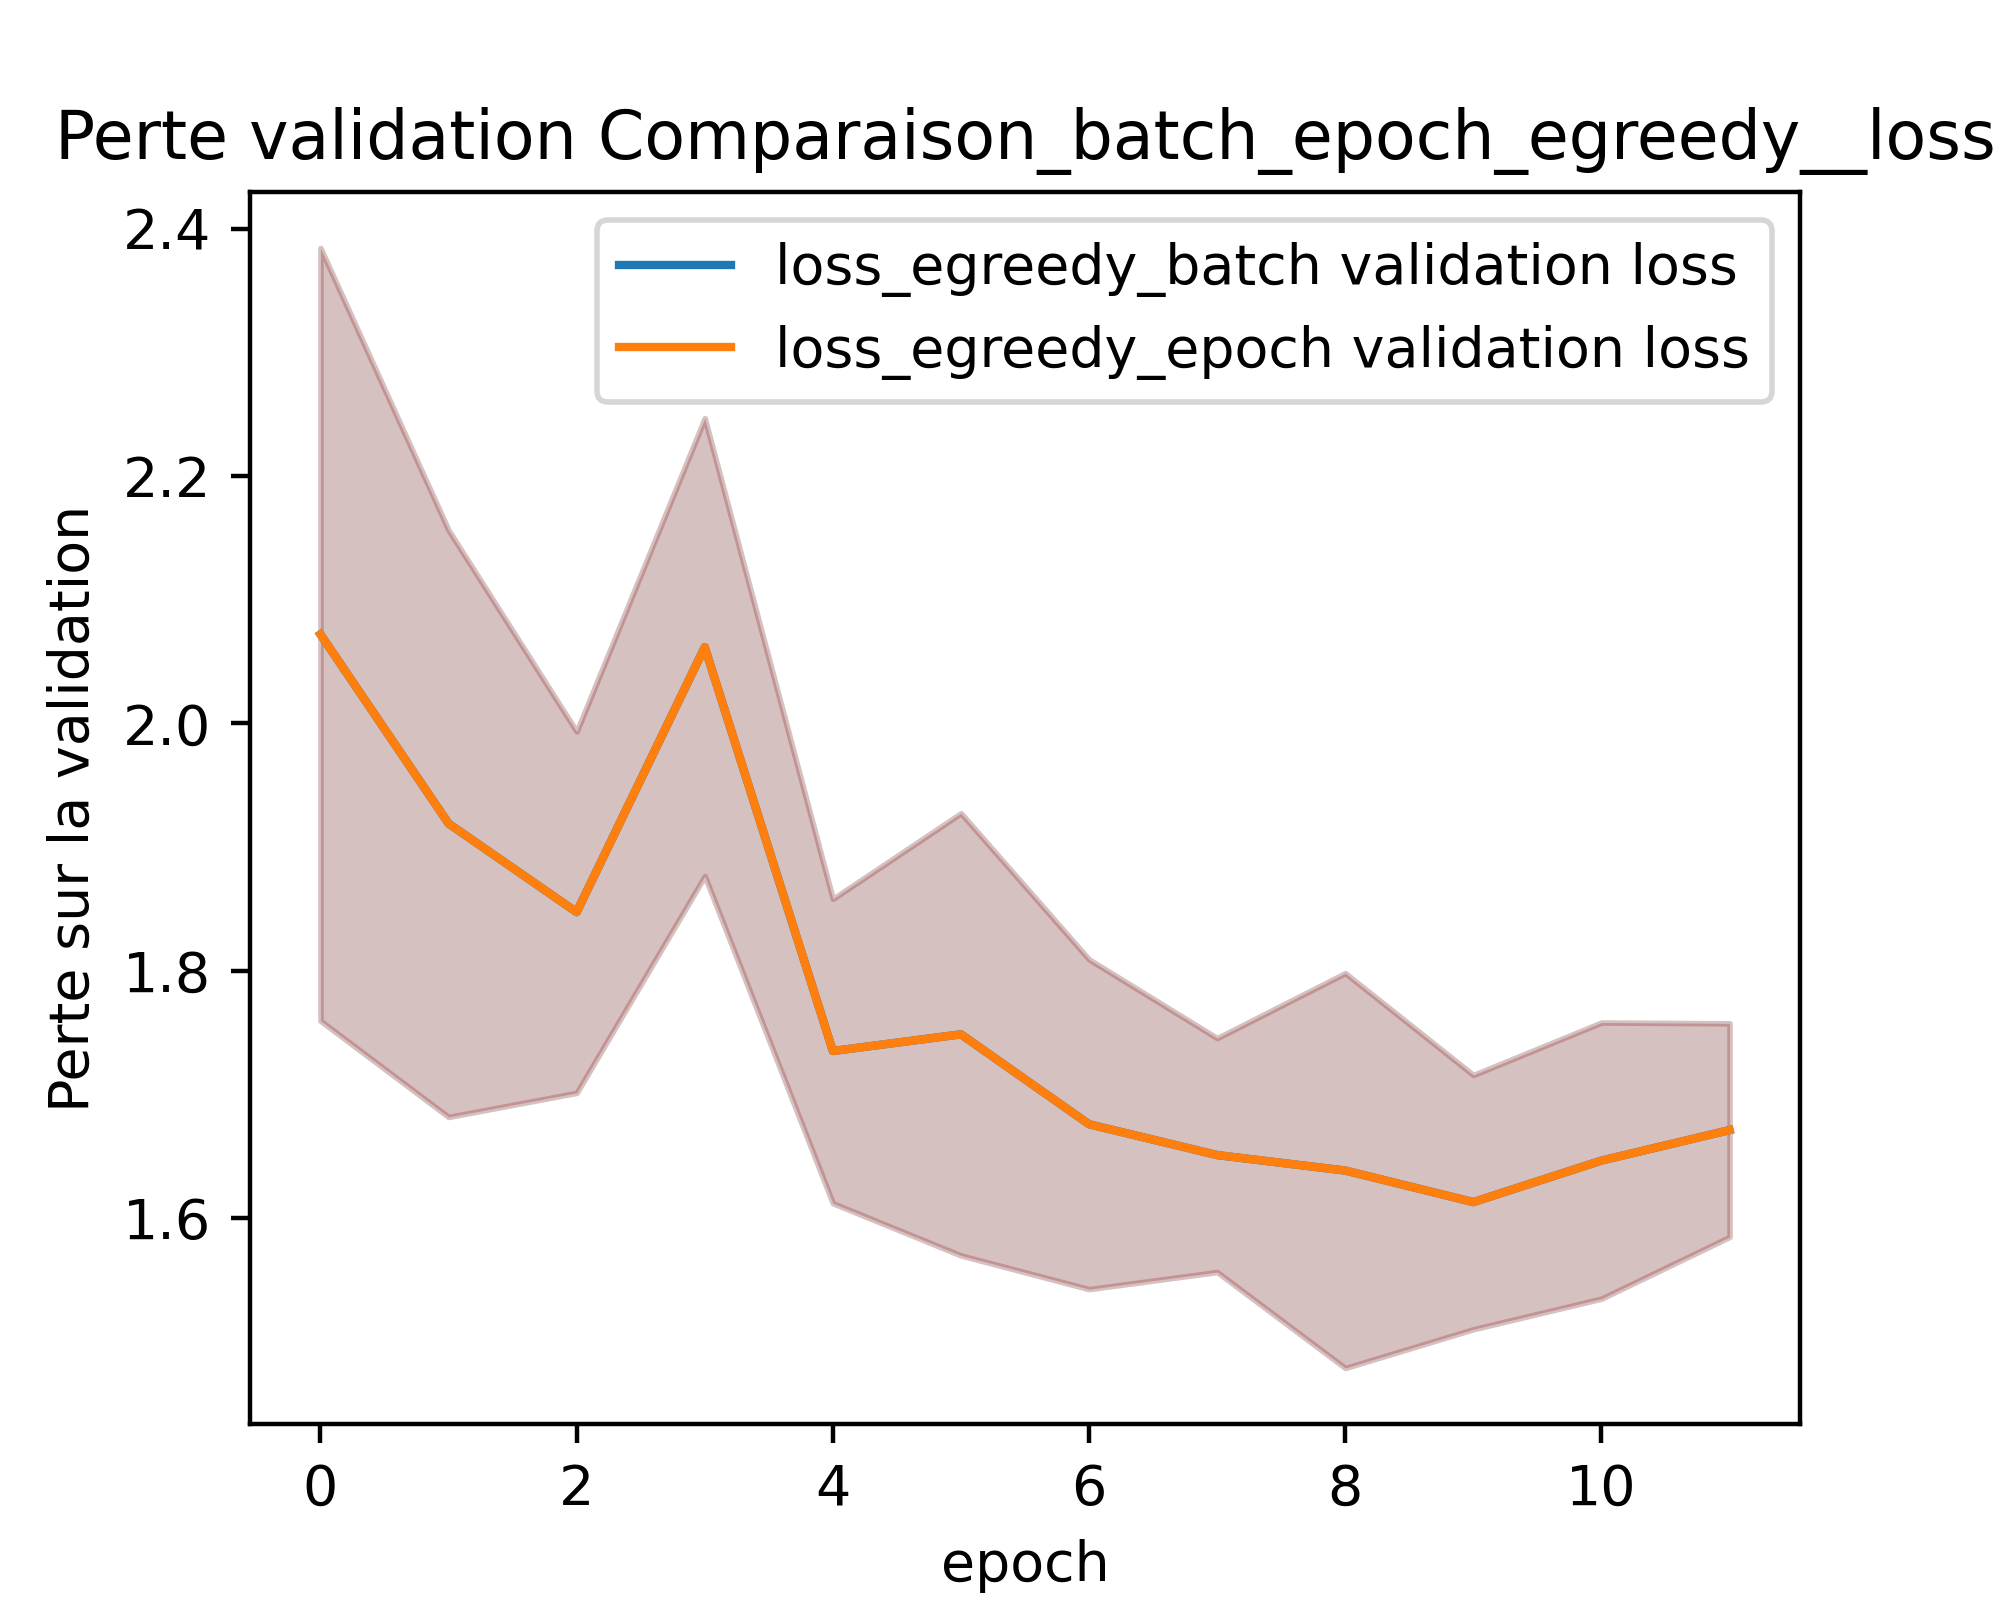 Perte validation Comparaison_batch_epoch_egreedy__loss
loss_egreedy_batch validation loss
loss_egreedy_epoch validation loss
Perte sur la validation
2.4
2.2
2.0
1.8
1.6
0 2 4 6 8 10
epoch